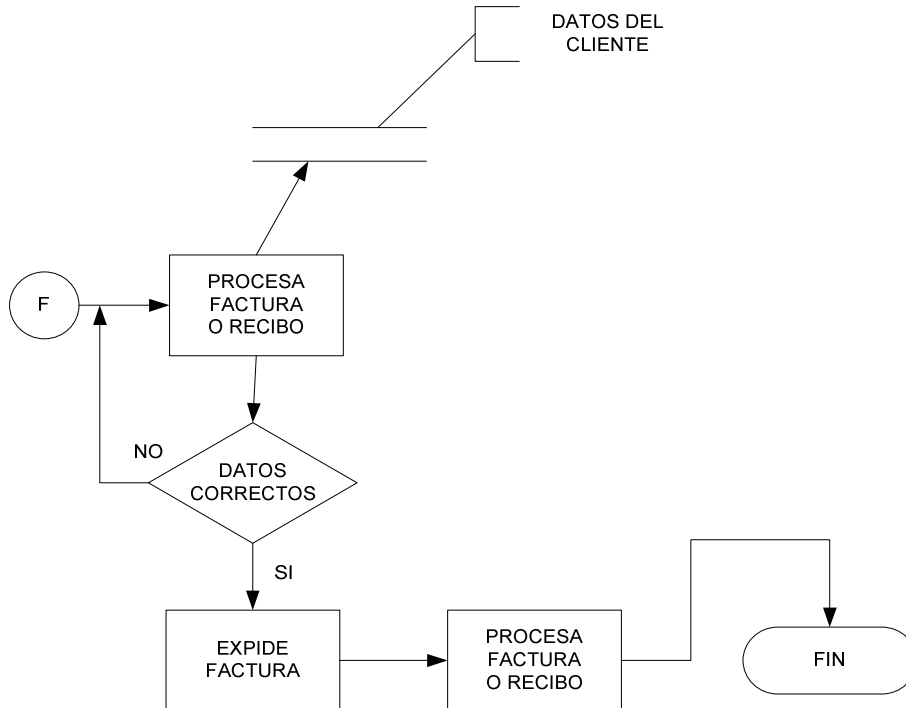 DATOS DEL
CLIENTE
F
PROCESA
FACTURA
O RECIBO
NO
DATOS
CORRECTOS
SI
EXPIDE
FACTURA
PROCESA
FACTURA
O RECIBO
FIN